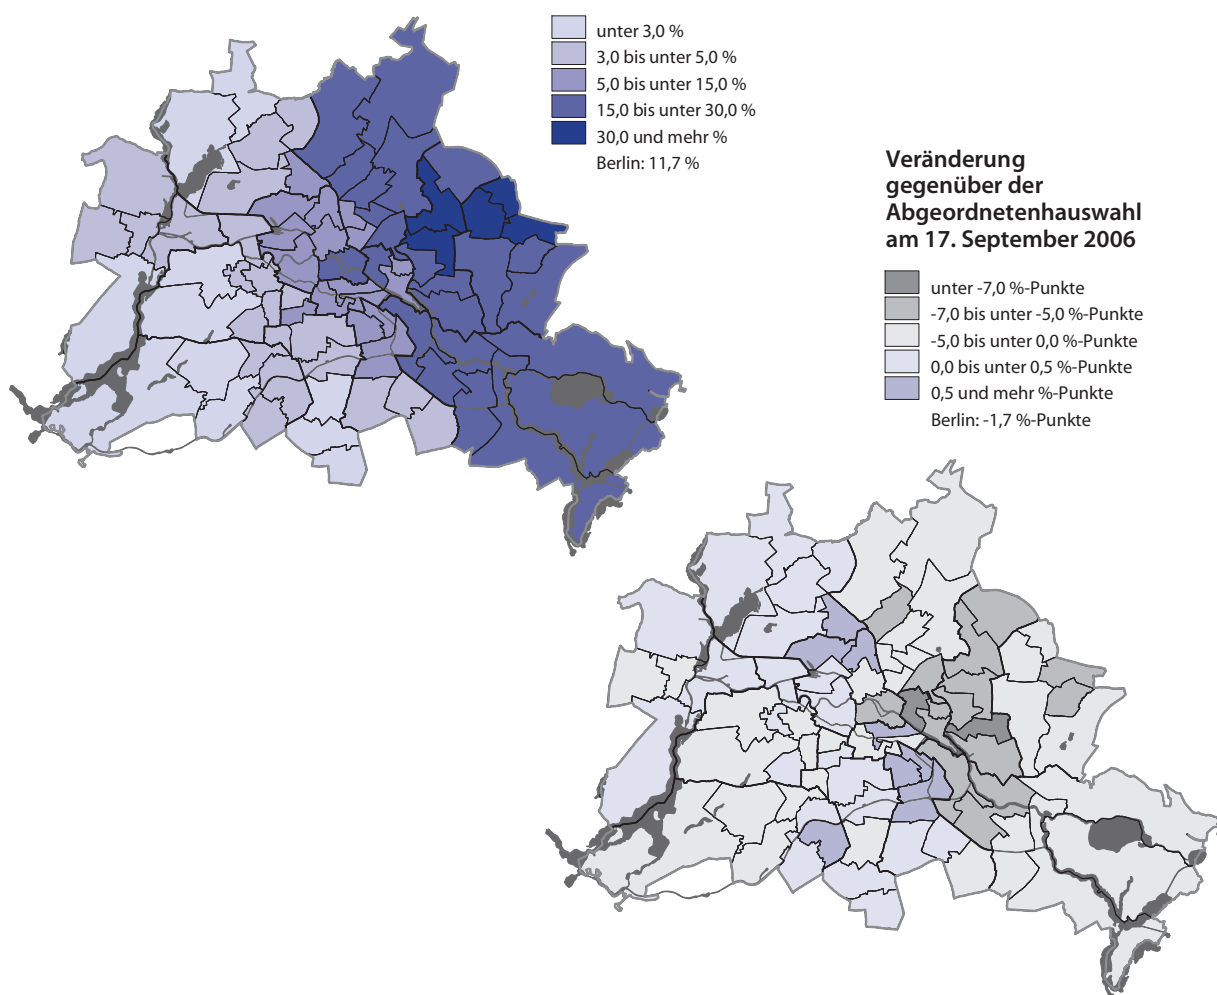 unter 3,0 %
3,0 bis unter 5,0 %
5,0 bis unter 15,0 %
15,0 bis unter 30,0 %
30,0 und mehr %
Berlin: 11,7 %
Veränderung
gegenüber der
Abgeordnetenhauswahl
am 17. September 2006
unter -7,0 %-Punkte
-7,0 bis unter -5,0 %-Punkte
-5,0 bis unter 0,0 %-Punkte
0,0 bis unter 0,5 %-Punkte
0,5 und mehr %-Punkte
Berlin: -1,7 %-Punkte